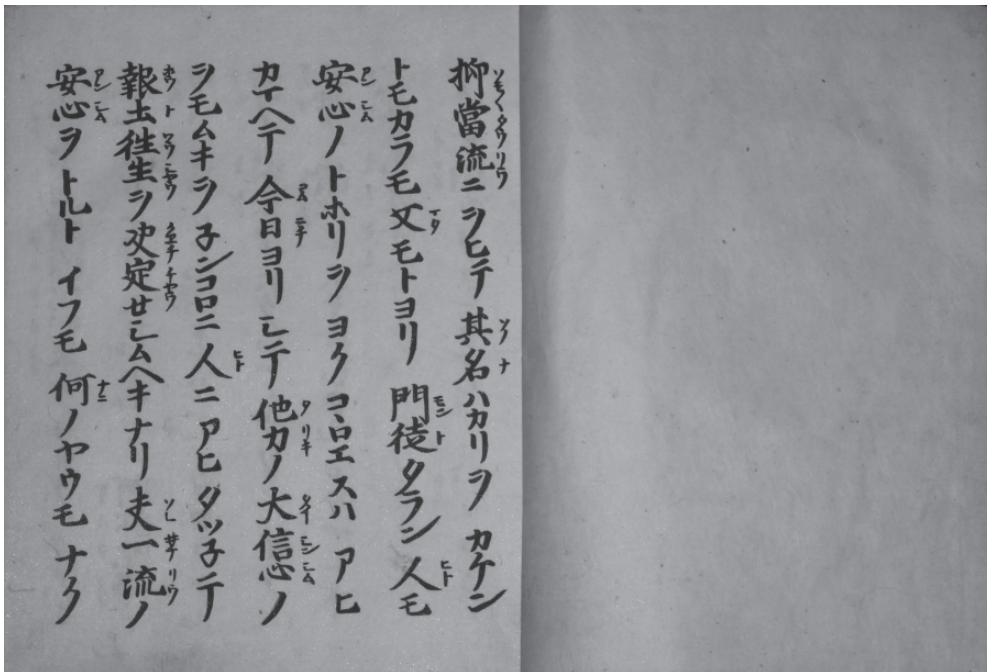 抑當流ニヲヒテ其名ハカリヲカケン
トモカラモ又モトヨリ門徒タラン人モ
安心ノトホリヲヨクコヽロエスハアヒ
カマヘテ今日ヨリシテ他力ノ大信心ノ
ヲモムキヲ子ンコロニ人ニアヒタツ子テ
報土徃生ヲ决定セシムヘキナリ夫一流ノ
安心ヲトルトイフモ何ノヤウモナク